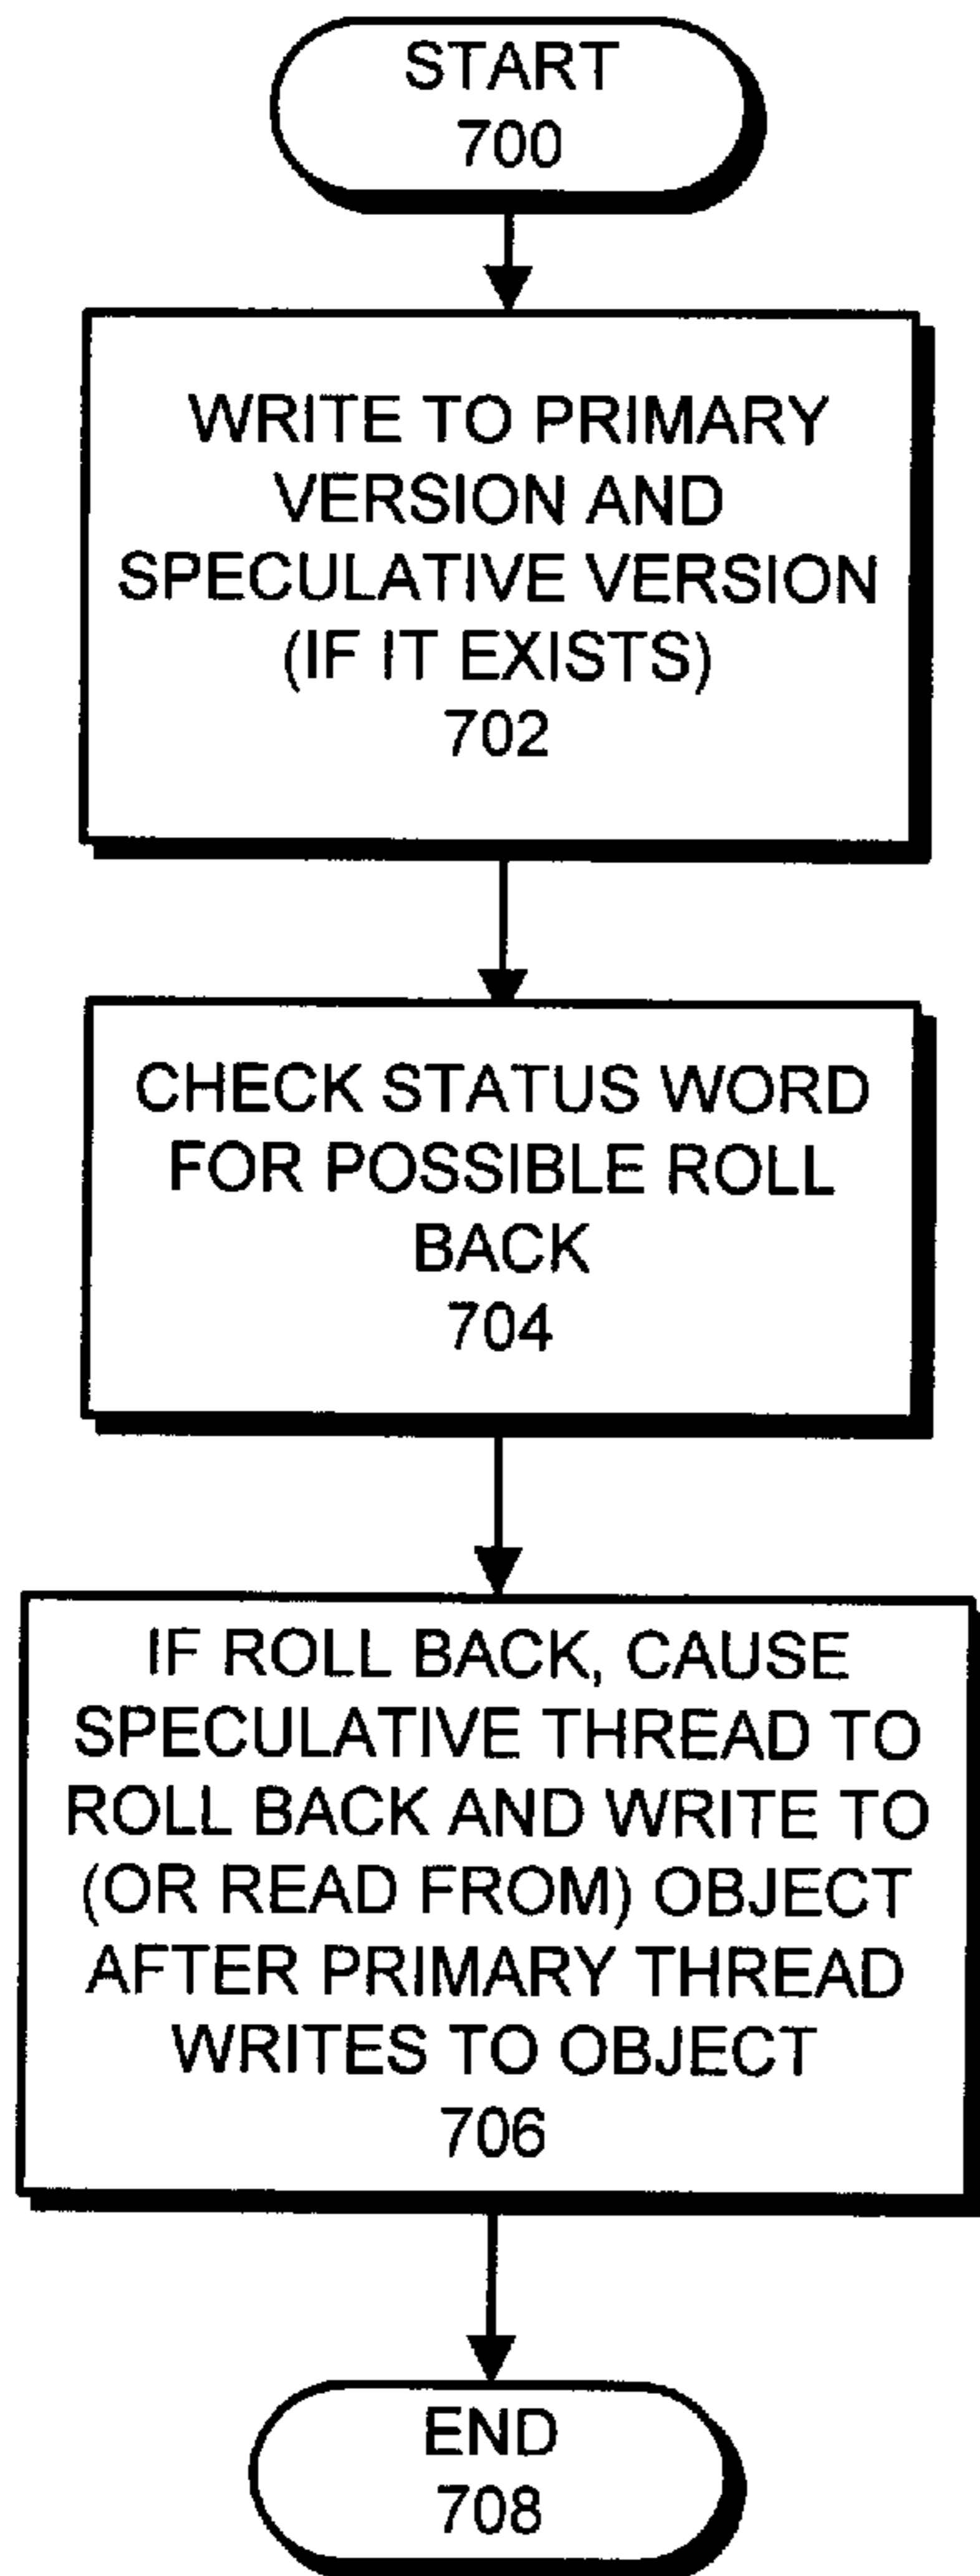 START
700
WRITE TO PRIMARY
VERSION AND
SPECULATIVE VERSION
(IF IT EXISTS)
702
CHECK STATUS WORD
FOR POSSIBLE ROLL
BACK
704
IF ROLL BACK, CAUSE
SPECULATIVE THREAD TO
ROLL BACK AND WRITE TO
(OR READ FROM) OBJECT
AFTER PRIMARY THREAD
WRITES TO OBJECT
706
END
708